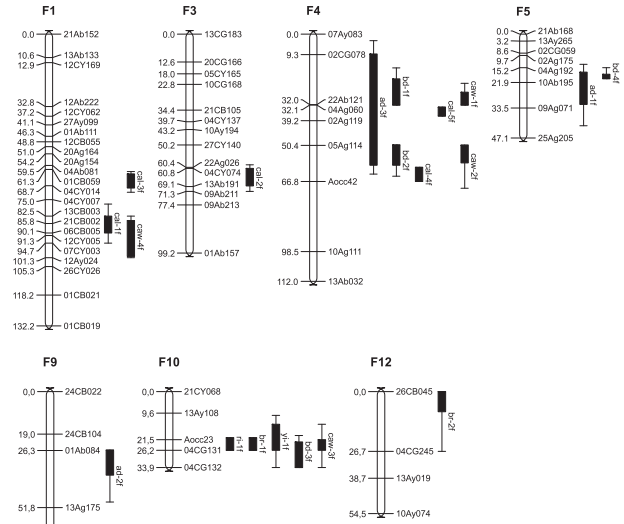 F1
0.0 21Ab152
10.6 13Ab133
12.9 12CY169
32.8 12Ab222
37.2 12CY062
41.1 27Ay099
46.3 01Ab111
48.8 12CB055
51.0 20Ag164
54.2 20Ag154
59.5 04Ab081
61.3 01CB059
68.7 04CY014
75.0 04CY007
82.5 13CB003
85.8 21CB002
90.1 06CB005
91.3 12CY005
94.7 07CY003
101.3 12Ay024
105.3 26CY026
118.2 01CB021
132.2 01CB019
cal-3f
cal-1f
caw-4f
F3
0.0 13CG183
12.6 20CG166
18.0 05CY165
22.8 10CG168
34.4 21CB105
39.7 04CY137
43.2 10Ay194
50.2 27CY140
60.4 22Ag026
60.8 04CY074
69.1 13Ab191
71.3 09Ab211
77.4 09Ab213
99.2 01Ab157
cal-2f
F4
0.0 07Ay083
9.3 02CG078
32.0 22Ab121
32.1 04Ag060
39.2 02Ag119
50.4 05Ag114
66.8 Aocc42
98.5 10Ag111
112.0 13Ab032
ad-3f
bd-1f
bd-2f
cal-4f
cal-5f
caw-1f
caw-2f
F5
0.0 21Ab168
3.2 13Ay265
8.6 02CG059
9.7 02Ag175
15.2 04Ag192
21.9 10Ab195
33.5 09Ag071
47.1 25Ag205
ad-1f
bd-4f
F9
0,0 24CB022
19,0 24CB104
26,3 01Ab084
51,8 13Ag175
ad-2f
F10
0,0 21CY068
9,6 13Ay108
21,5 Aocc23
26,2 04CG131
33,9 04CG132
ri-1f
br-1f
yi-1f
bd-3f
caw-3f
F12
0,0 26CB045
26,7 04CG245
38,7 13Ay019
54,5 10Ay074
br-2f